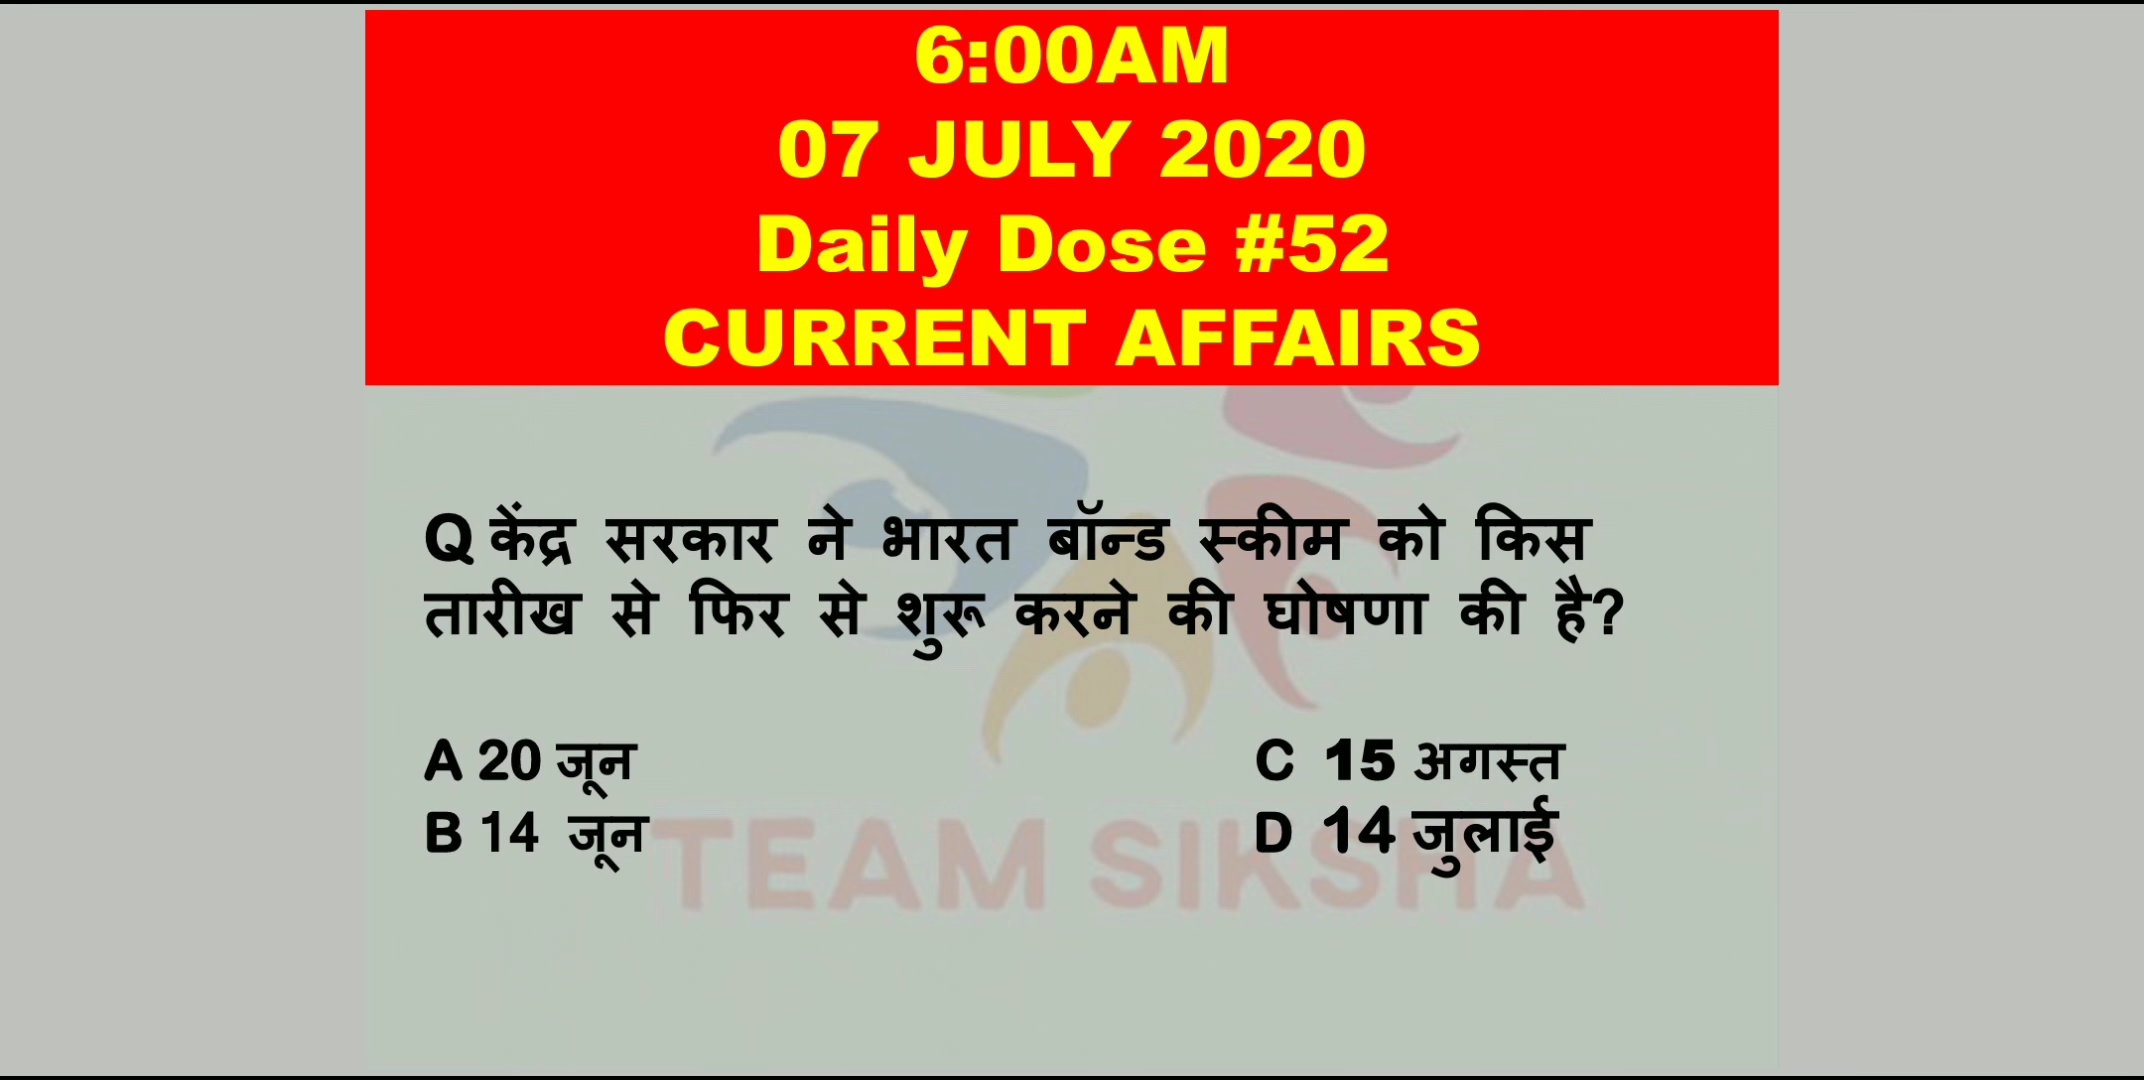 6:00AM
07 JULY 2020
Daily Dose #52
CURRENT AFFAIRS
Q केंद्र सरकार ने भारत बॉन्ड स्कीम को किस
तारीख से फिर से शुरू करने की घोषणा की है?
A 20 जून
B 14 जून
C 15 अगस्त
D 14 जुलाई
TEAM SIKSHA